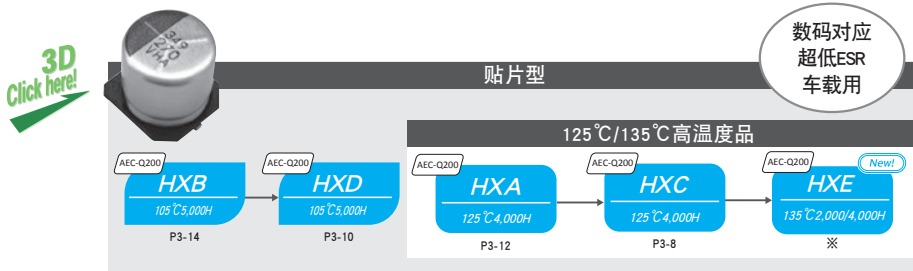 3D
Click here!
349
270
VAA
贴片型
数码对应
超低ESR
车载用
125℃/135℃高温度品
AEC-Q200
HXB
105℃5,000H
P3-14
AEC-Q200
HXD
105℃5,000H
P3-10
AEC-Q200
HXA
125℃4,000H
P3-12
AEC-Q200
HXC
125℃4,000H
P3-8
AEC-Q200
New!
HXE
135℃2,000/4,000H
※